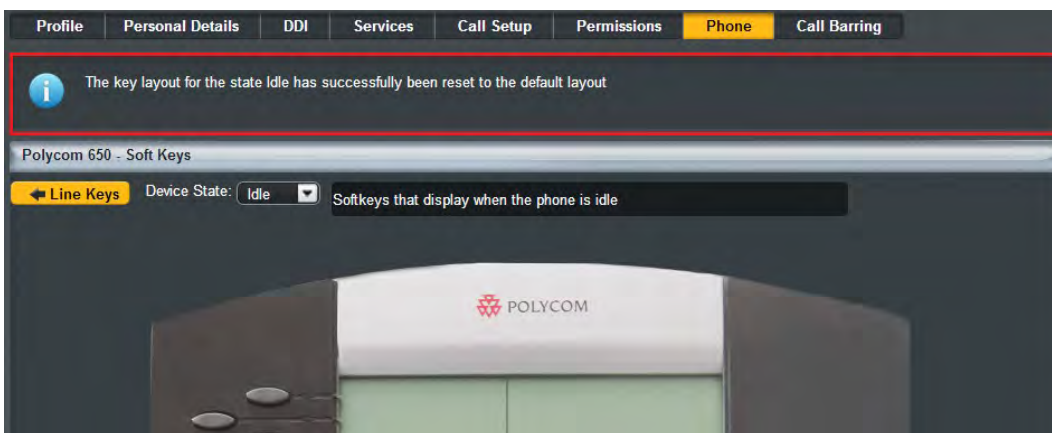 Profile Personal Details DDI Services Call Setup Permissions Phone Call Barring
The key layout for the state Idle has successfully been reset to the default layout
Polycom 650 - Soft Keys
Line Keys Device State: Idle Softkeys that display when the phone is idle
POLYCOM